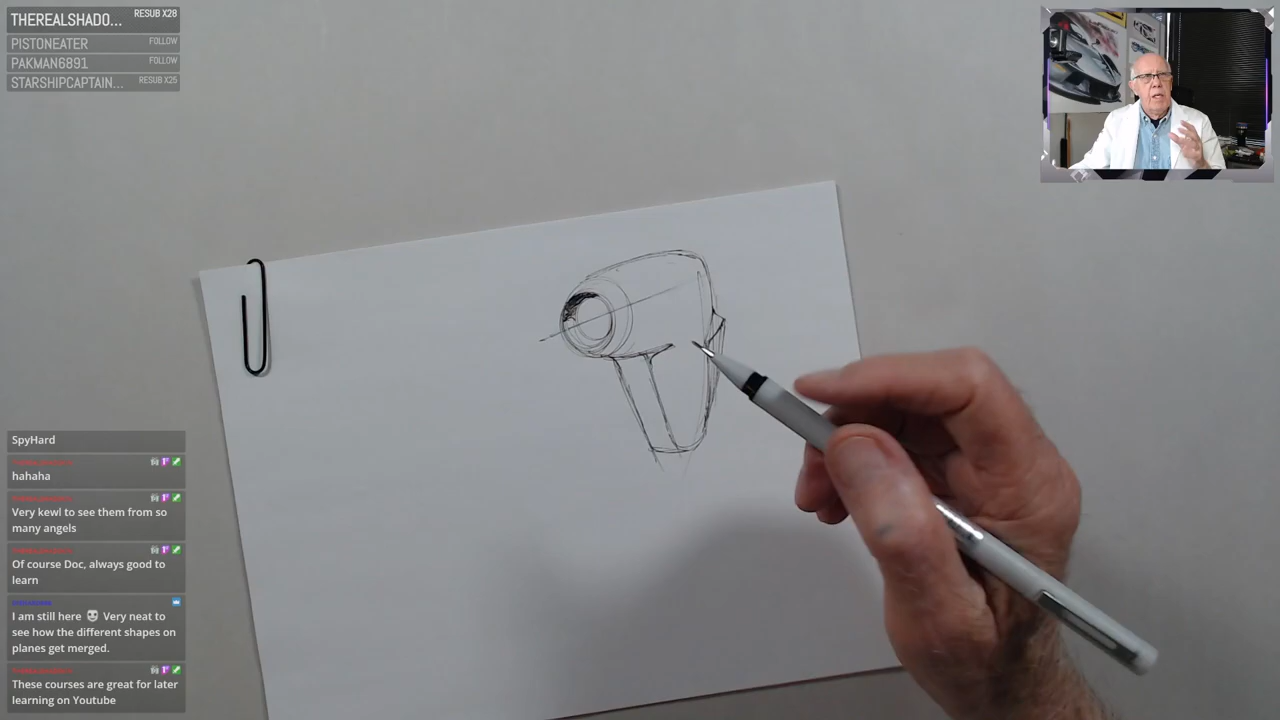 THEREALSHADO... RESUB X28
PISTONEATER FOLLOW
PAKMAN6891 FOLLOW
STARSHIPCAPTAIN... RESUB X25
SpyHard
hahaha
Very kewl to see them from so
many angels
Of course Doc, always good to
learn
I am still here 💀 Very neat to
see how the different shapes on
planes get merged.
These courses are great for later
learning on Youtube